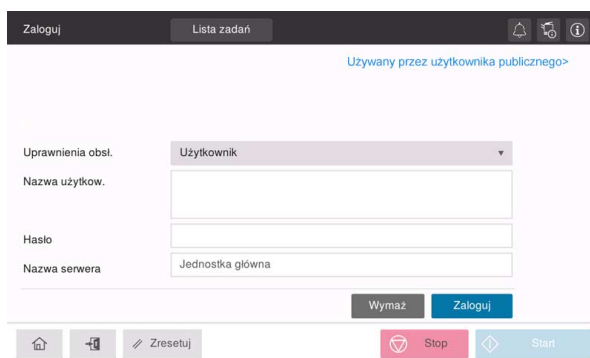 Zaloguj
Lista zadań
Używany przez użytkownika publicznego>
Uprawnienia obsł.
Użytkownik
Nazwa użytkow.
Hasło
Nazwa serwera
Jednostka główna
Wymaż
Zaloguj
Zresetuj
Stop
Start